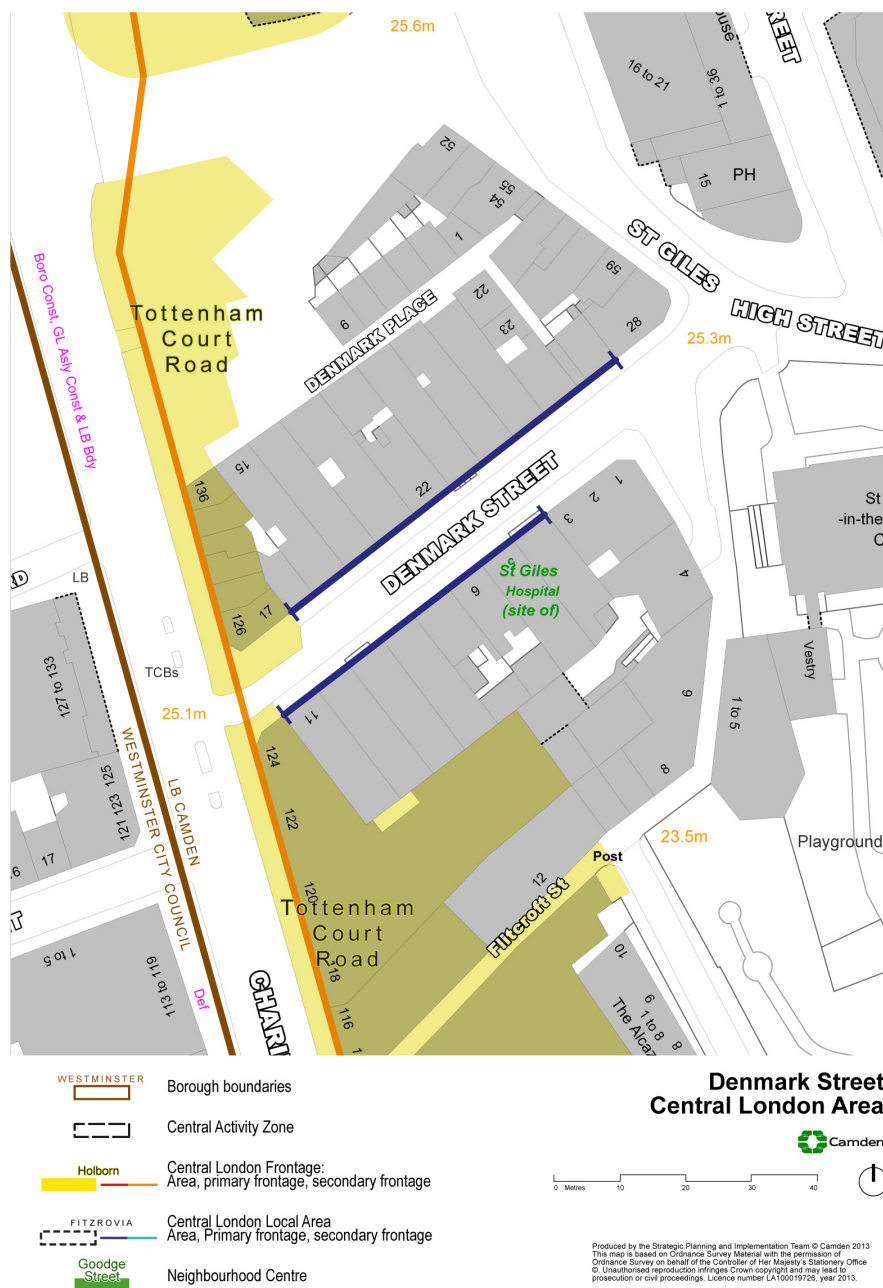 25.6m
ouse
STREET
16 to 21
1 to 36
15
PH
52
55
54
1
ST GILES
HIGH STREET
59
28
25.3m
22
23
9
DENMARK PLACE
Tottenham
Court
Road
Boro Const, GL Asly Const & LB Bdy
15
136
22
DENMARK STREET
1
2
3
4
St
-in-the
C
St Giles
Hospital
(site of)
6
17
126
LB
TCBs
127 to 133
25.1m
11
Vestry
1 to 5
9
8
124
122
120
118
116
1
121 123 125
17
WESTMINSTER CITY COUNCIL
LB CAMDEN
23.5m
Playground
Post
12
Flitcroft St
Tottenham
Court
Road
1 to 5
113 to 119
Def
CHARI
10
6
1 to 8
8
The Alcaz
WESTMINSTER
Borough boundaries
Central Activity Zone
Holborn
Central London Frontage:
Area, primary frontage, secondary frontage
FITZROVIA
Central London Local Area
Area, Primary frontage, secondary frontage
Goodge
Street
Neighbourhood Centre
Denmark Street
Central London Area
Camden
0 Metres 10 20 30 40
Produced by the Strategic Planning and Implementation Team © Camden 2013
This map is based on Ordnance Survey Material with the permission of
Ordnance Survey on behalf of the Controller of Her Majesty's Stationery Office
©. Unauthorised reproduction infringes Crown copyright and may lead to
prosecution or civil proceedings. Licence number LA100019726, year 2013.